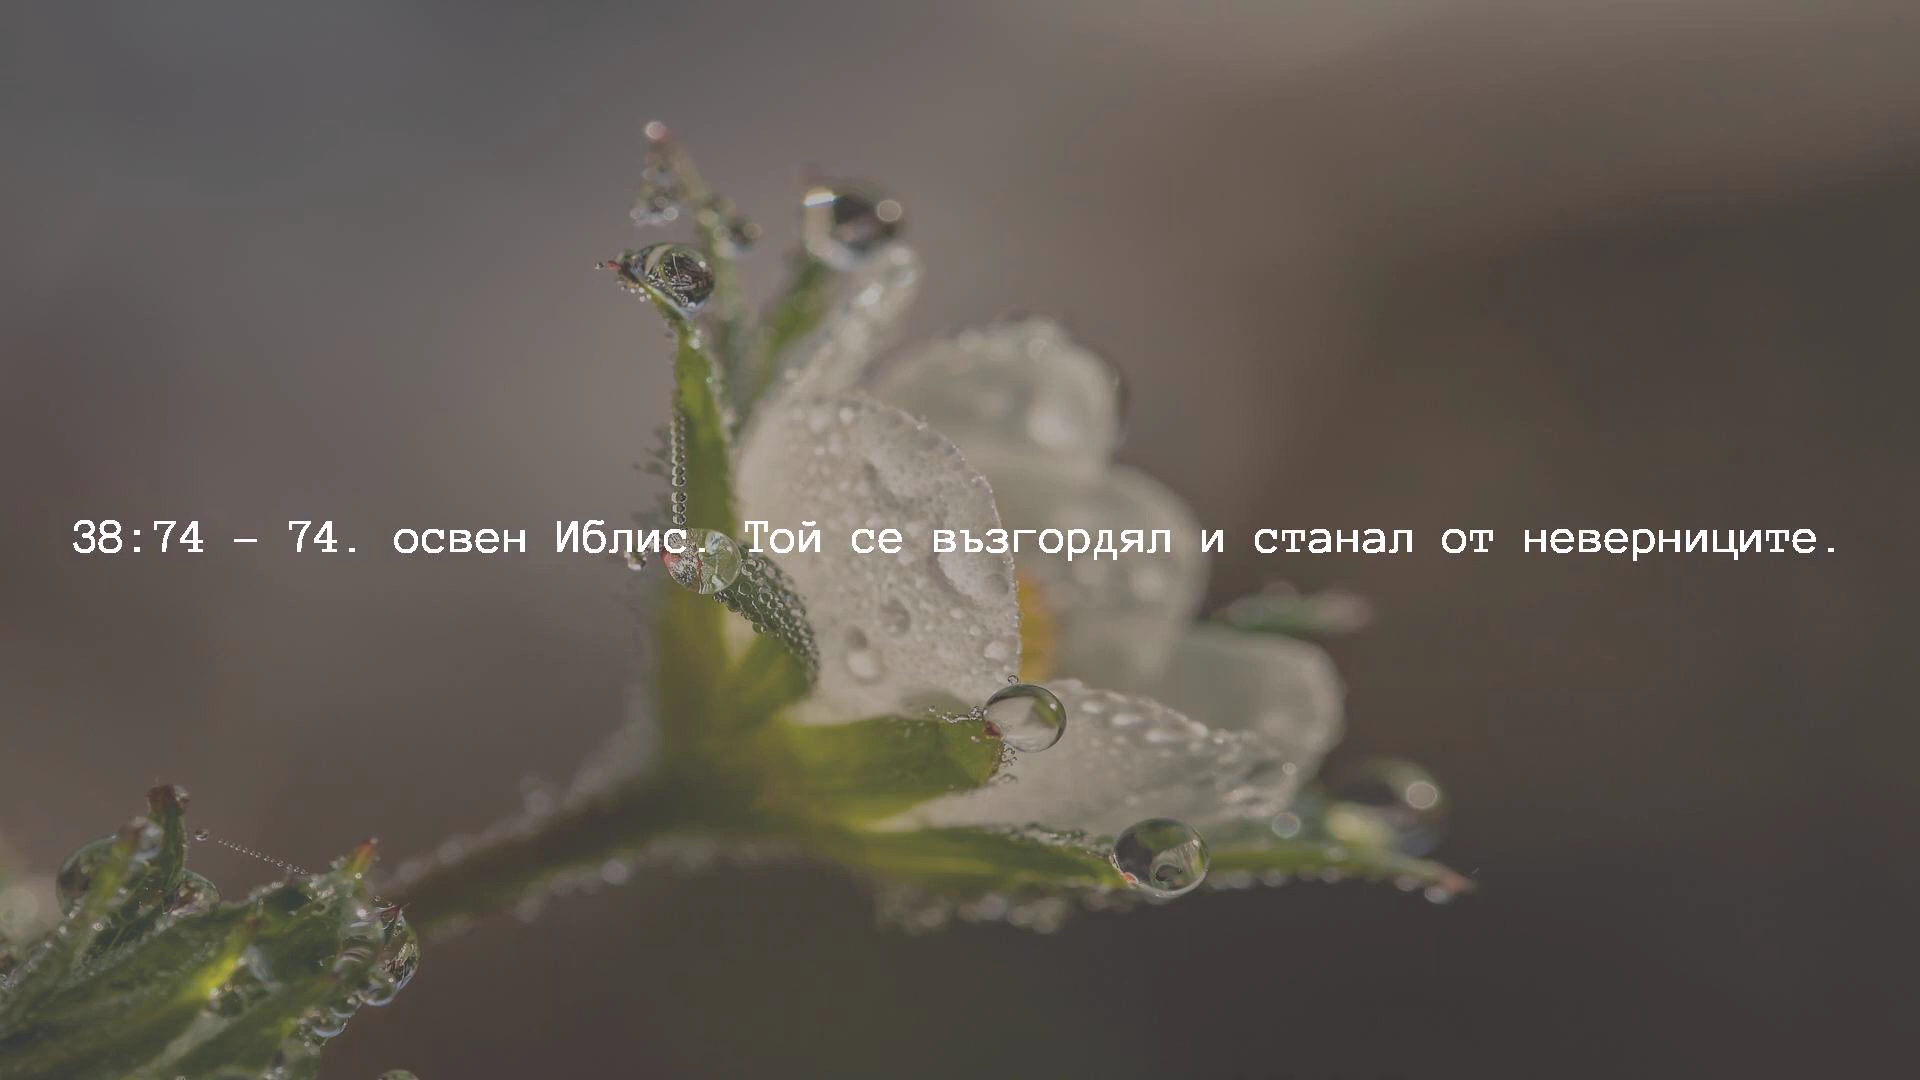 38:74 – 74. освен Иблис. Той се възгордял и станал от неверниците.